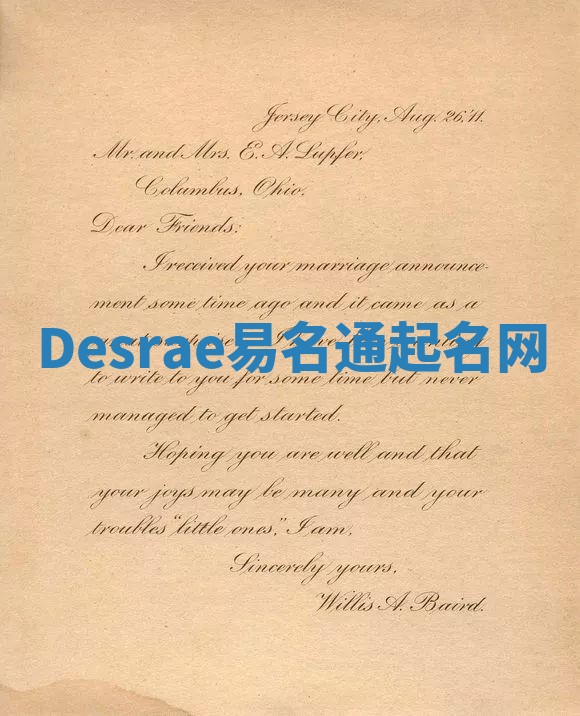 Jersey City, Aug. 26, '11.
Mr. and Mrs. E. A. Lupfer,
Columbus, Ohio.
Dear Friends:
I received your marriage announce-
ment some time ago and it came as a
Desrae易名通起名网
to write to you for some time but never
managed to get started.
Hoping you are well and that
your joys may be many and your
troubles "little ones," I am,
Sincerely yours,
Willis A. Baird.